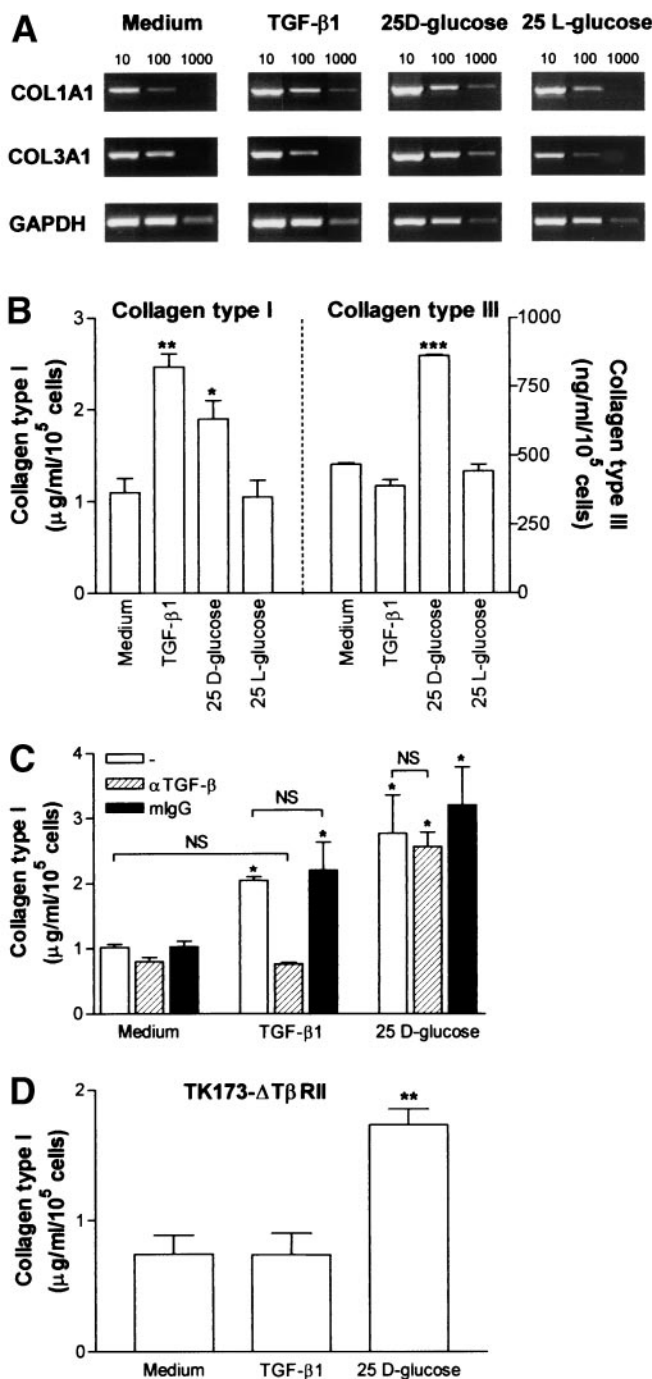 A
Medium TGF-β1 25D-glucose 25 L-glucose
10 100 1000 10 100 1000 10 100 1000 10 100 1000
COL1A1
COL3A1
GAPDH
B
Collagen type I Collagen type III
Collagen type I
(μg/ml/10⁵ cells)
3
2
1
0
** * ***
1000
750
500
250
0
Collagen type III
(ng/ml/10⁵ cells)
Medium
TGF-β1
25 D-glucose
25 L-glucose
Medium
TGF-β1
25 D-glucose
25 L-glucose
C
Collagen type I
(μg/ml/10⁵ cells)
4
3
2
1
0
-
αTGF-β
mIgG
NS
NS
NS
* * * * *
Medium TGF-β1 25 D-glucose
D
TK173-ΔTβRII
Collagen type I
(μg/ml/10⁵ cells)
2
1
0
**
Medium TGF-β1 25 D-glucose